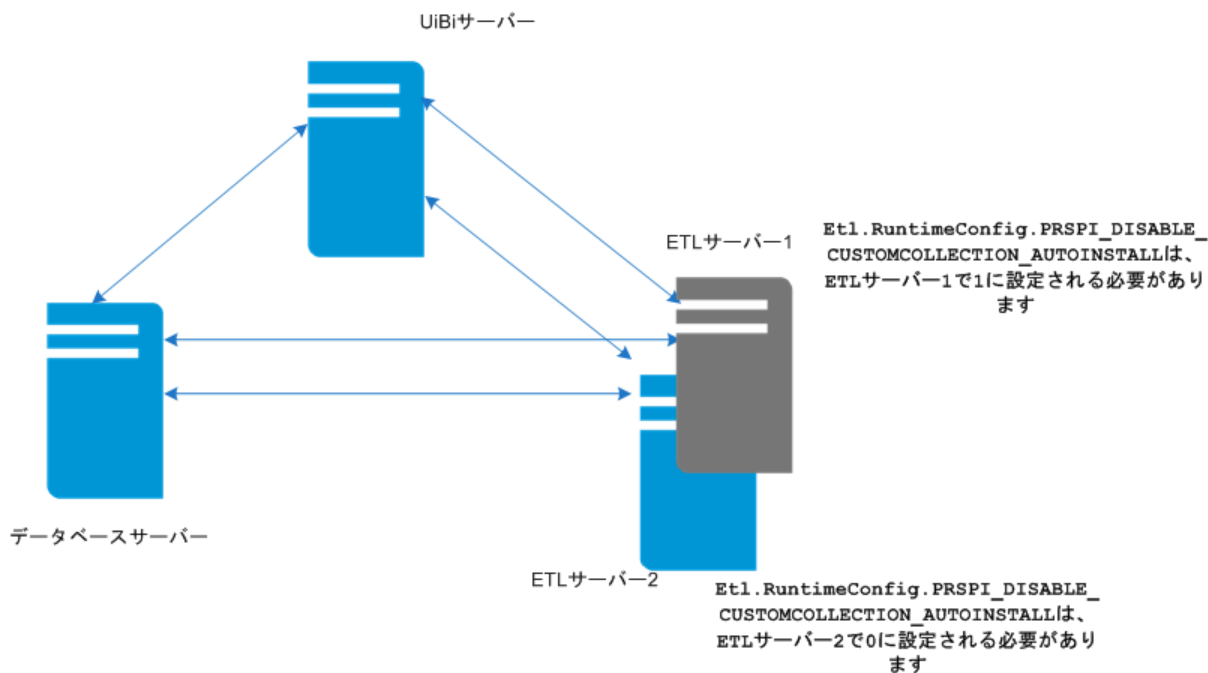 UiBiサーバー
ETLサーバー1
Etl.RuntimeConfig.PRSPI_DISABLE_
CUSTOMCOLLECTION_AUTOINSTALLは、
ETLサーバー1で1に設定される必要があり
ます
データベースサーバー
ETLサーバー2
Etl.RuntimeConfig.PRSPI_DISABLE_
CUSTOMCOLLECTION_AUTOINSTALLは、
ETLサーバー2で0に設定される必要があり
ます